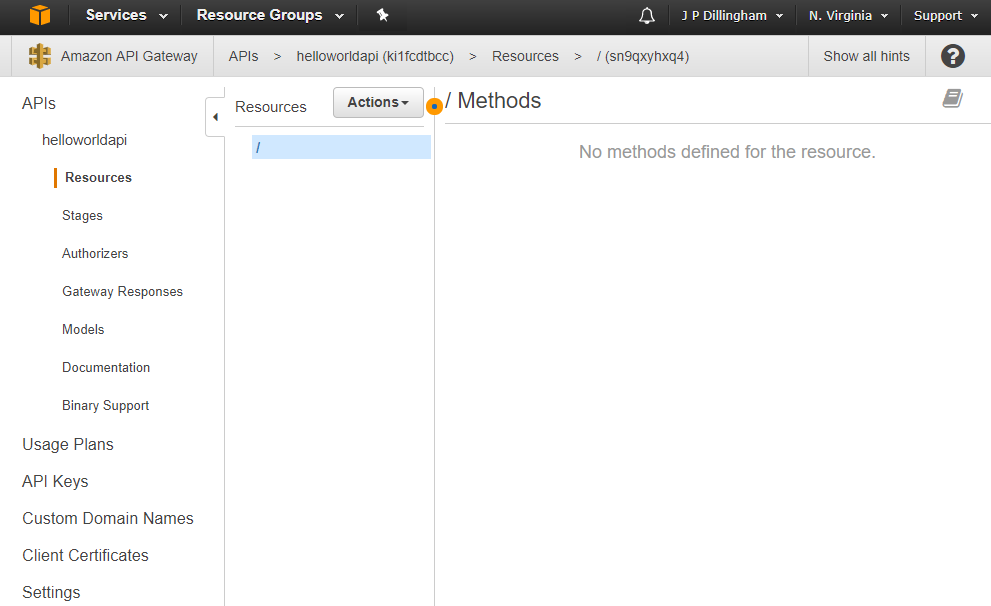 Services Resource Groups J P Dillingham N. Virginia Support
Amazon API Gateway APIs > helloworldapi (ki1fcdtbcc) > Resources > / (sn9qxyhxq4) Show all hints ?
APIs
helloworldapi
Resources
Stages
Authorizers
Gateway Responses
Models
Documentation
Binary Support
Usage Plans
API Keys
Custom Domain Names
Client Certificates
Settings
Resources Actions
/
/ Methods
No methods defined for the resource.